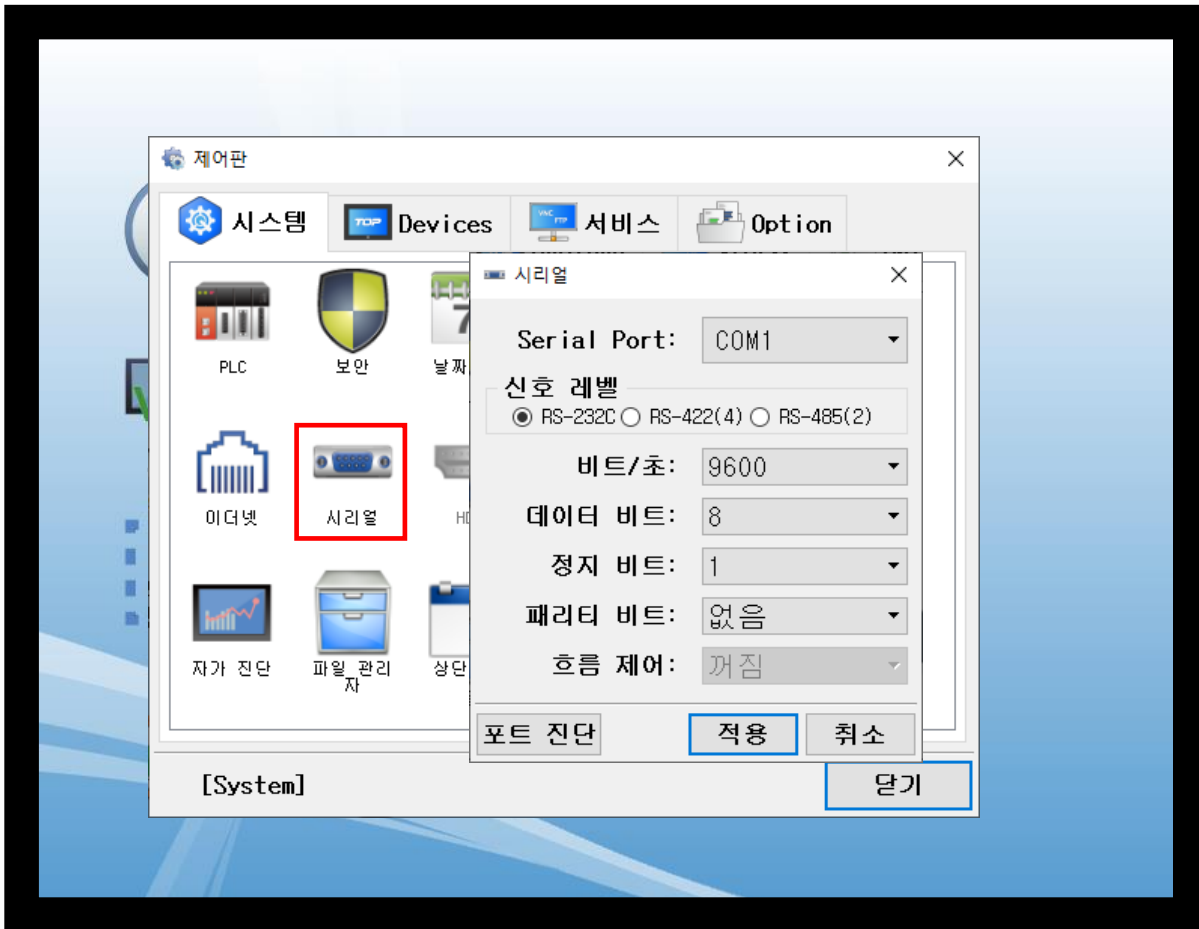 제어판
시스템
TOP
Devices
VNC
FTP
서비스
Option
PLC
보안
날짜
이더넷
시리얼
자가 진단
파일 관리
자
상단
[System]
닫기
시리얼
Serial Port: COM1
신호 레벨
RS-232C RS-422(4) RS-485(2)
비트/초: 9600
데이터 비트: 8
정지 비트: 1
패리티 비트: 없음
흐름 제어: 꺼짐
포트 진단 적용 취소